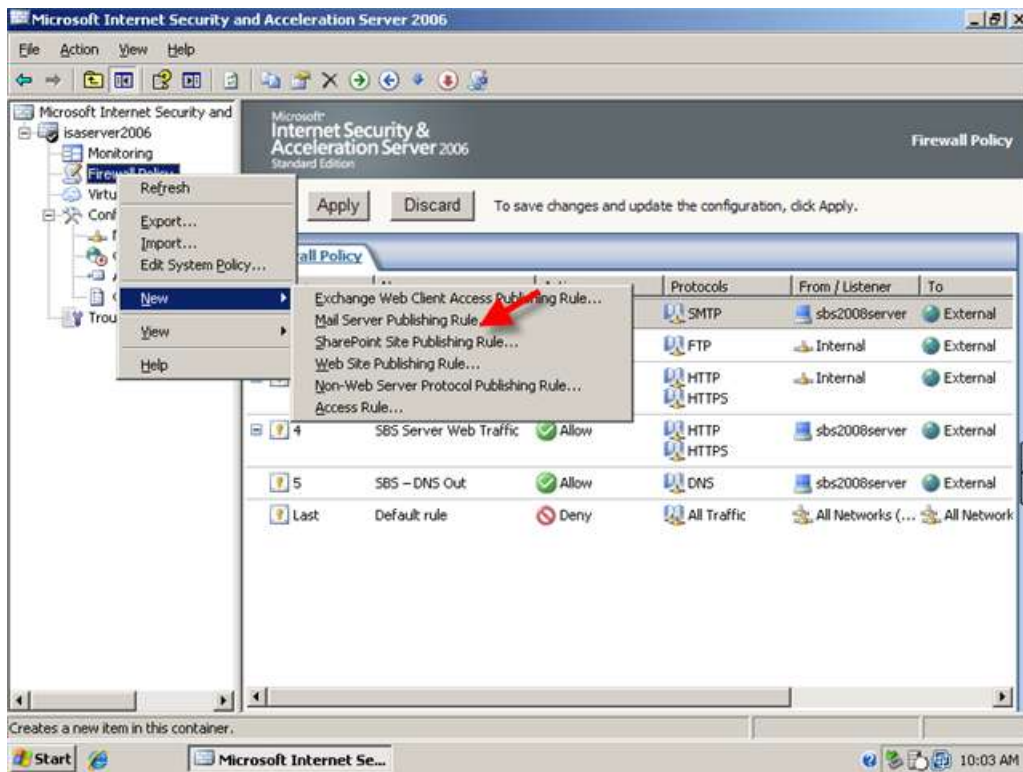 Microsoft Internet Security and Acceleration Server 2006
File Action View Help
Microsoft Internet Security and
isaserver2006
Monitoring
Firewall Policy
Virtu
Conf
Trou
Refresh
Export...
Import...
Edit System Policy...
New
View
Help
Exchange Web Client Access Publishing Rule...
Mail Server Publishing Rule
SharePoint Site Publishing Rule...
Web Site Publishing Rule...
Non-Web Server Protocol Publishing Rule...
Access Rule...
Microsoft
Internet Security &
Acceleration Server 2006
Standard Edition
Firewall Policy
Apply Discard To save changes and update the configuration, click Apply.
all Policy
Protocols From / Listener To
SMTP sbs2008server External
FTP Internal External
HTTP Internal External
HTTPS
4 SBS Server Web Traffic Allow HTTP sbs2008server External
HTTPS
5 SBS – DNS Out Allow DNS sbs2008server External
Last Default rule Deny All Traffic All Networks (... All Network
Creates a new item in this container.
Start Microsoft Internet Se... 10:03 AM